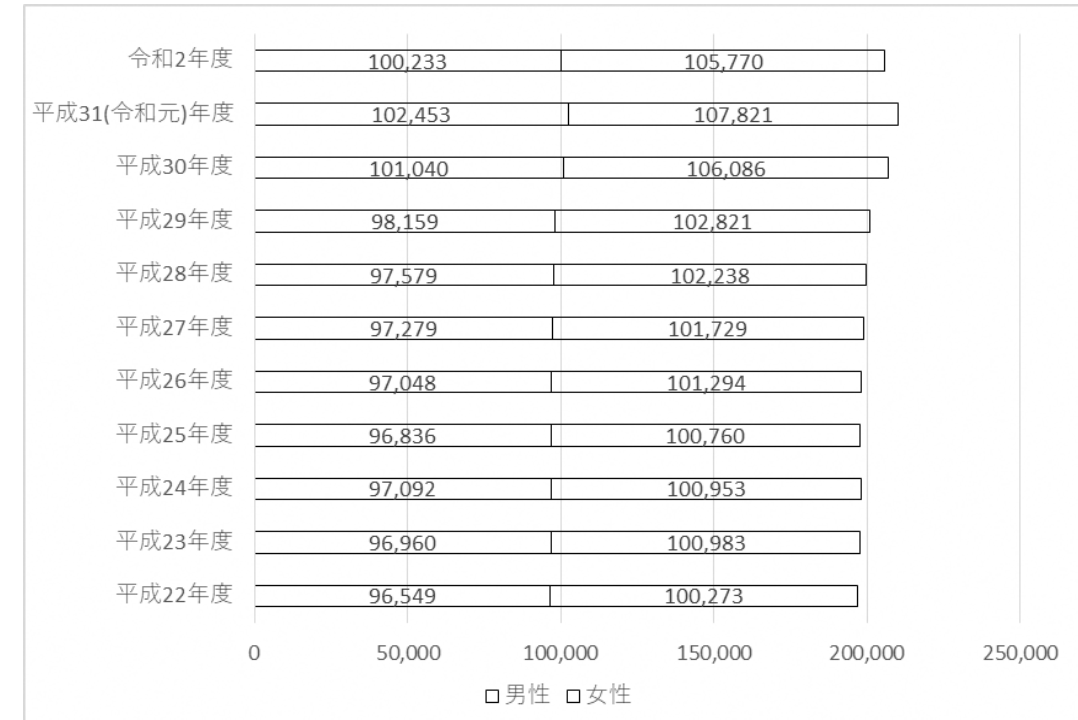 令和2年度 100,233 105,770
平成31(令和元)年度 102,453 107,821
平成30年度 101,040 106,086
平成29年度 98,159 102,821
平成28年度 97,579 102,238
平成27年度 97,279 101,729
平成26年度 97,048 101,294
平成25年度 96,836 100,760
平成24年度 97,092 100,953
平成23年度 96,960 100,983
平成22年度 96,549 100,273
0 50,000 100,000 150,000 200,000 250,000
男性 女性